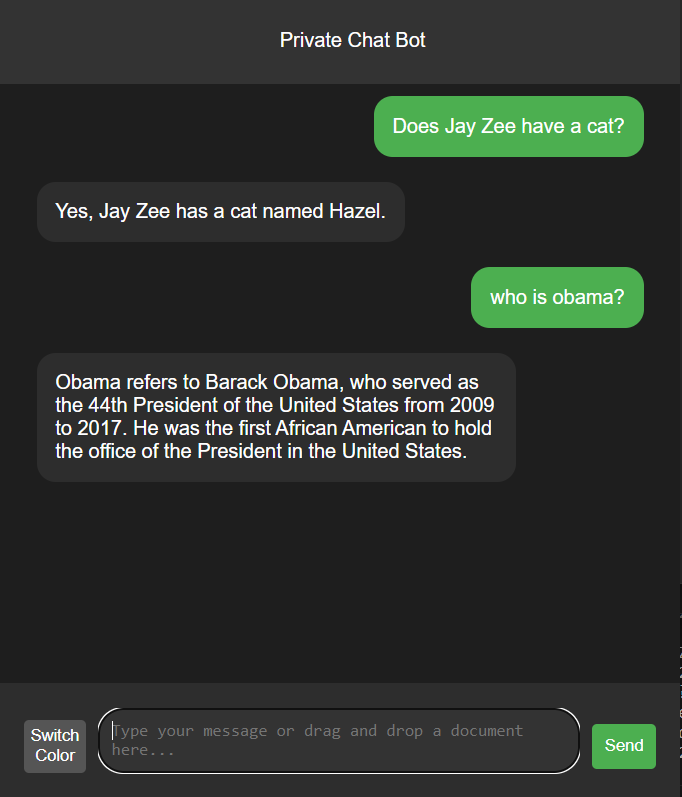 Private Chat Bot
Does Jay Zee have a cat?
Yes, Jay Zee has a cat named Hazel.
who is obama?
Obama refers to Barack Obama, who served as
the 44th President of the United States from 2009
to 2017. He was the first African American to hold
the office of the President in the United States.
Switch
Color
Type your message or drag and drop a document
here...
Send